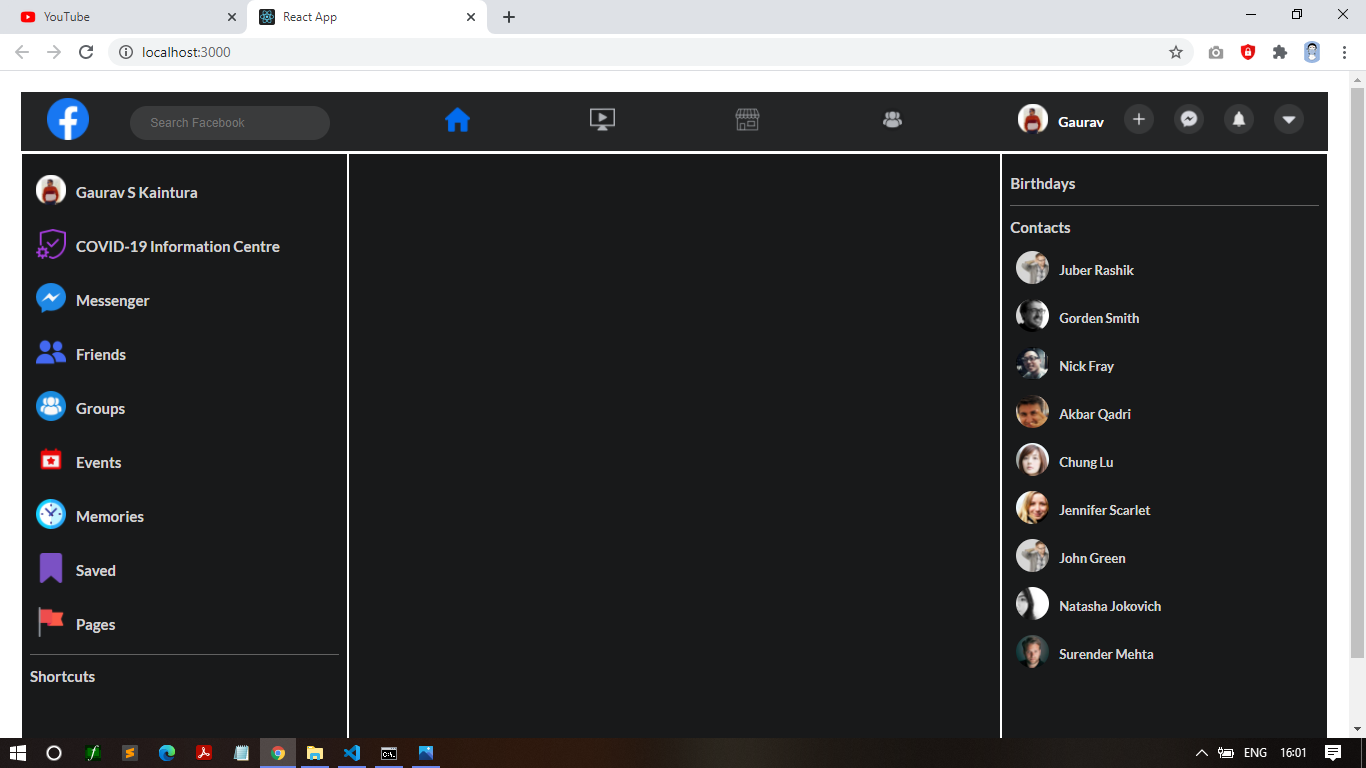 YouTube
React App
localhost:3000
Search Facebook
Gaurav
Gaurav S Kaintura
COVID-19 Information Centre
Messenger
Friends
Groups
Events
Memories
Saved
Pages
Shortcuts
Birthdays
Contacts
Juber Rashik
Gorden Smith
Nick Fray
Akbar Qadri
Chung Lu
Jennifer Scarlet
John Green
Natasha Jokovich
Surender Mehta
ENG 16:01